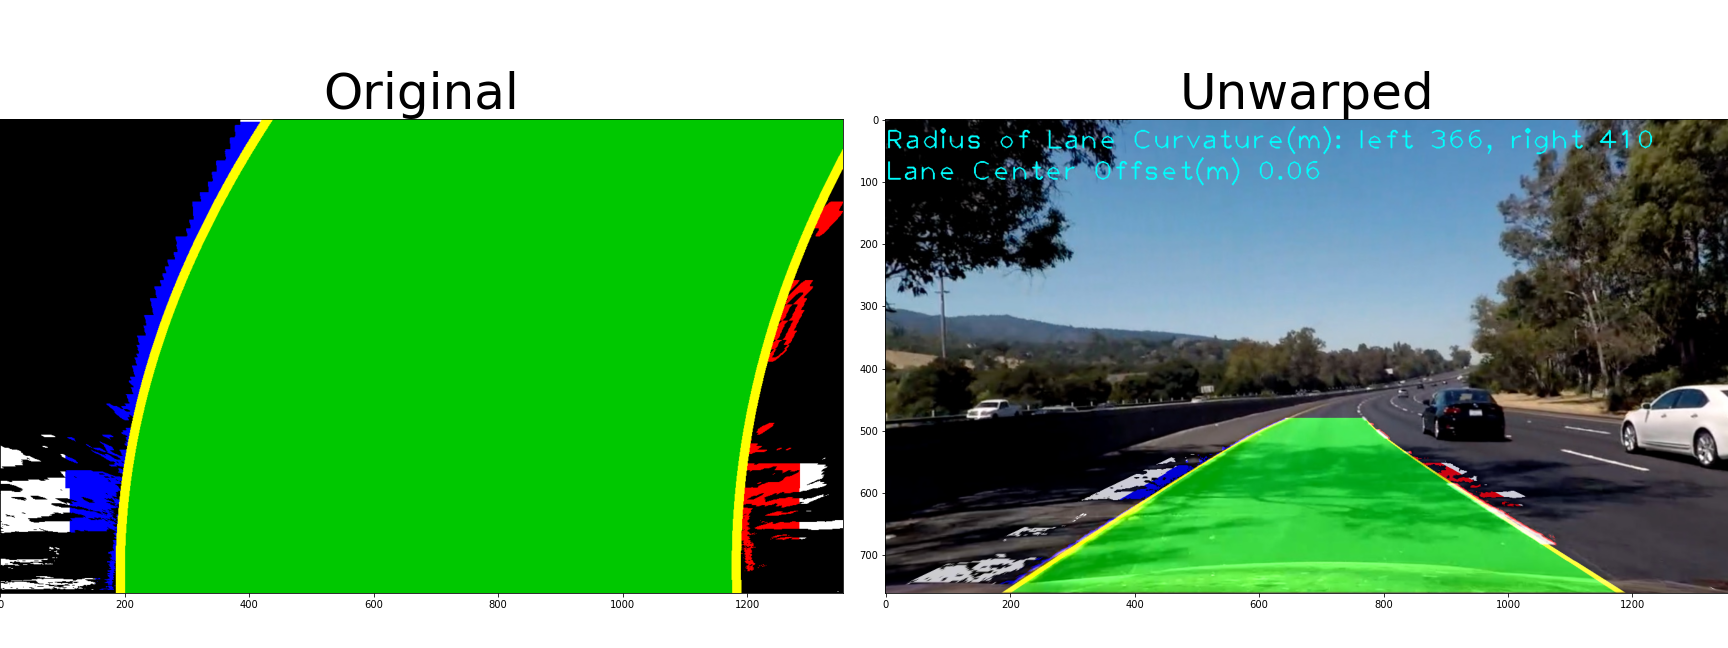 Original
Unwarped
Radius of Lane Curvature(m): left 366, right 410
Lane Center Offset(m) 0.06
0
100
200
300
400
500
600
700
0 200 400 600 800 1000 1200
0 200 400 600 800 1000 1200